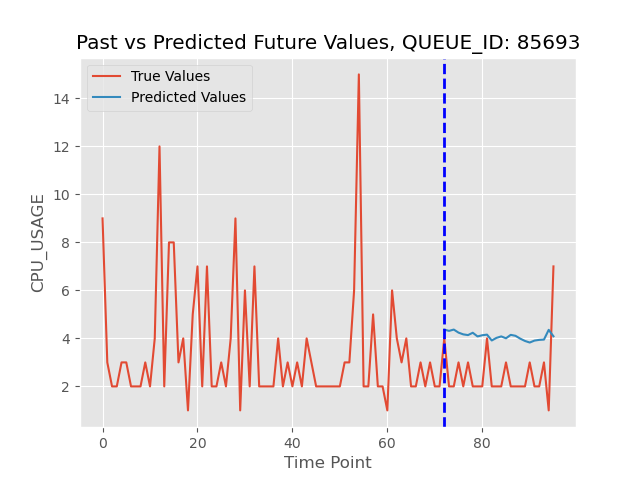 Past vs Predicted Future Values, QUEUE_ID: 85693
True Values
Predicted Values
14
12
10
8
6
4
2
CPU_USAGE
0
20
40
60
80
Time Point